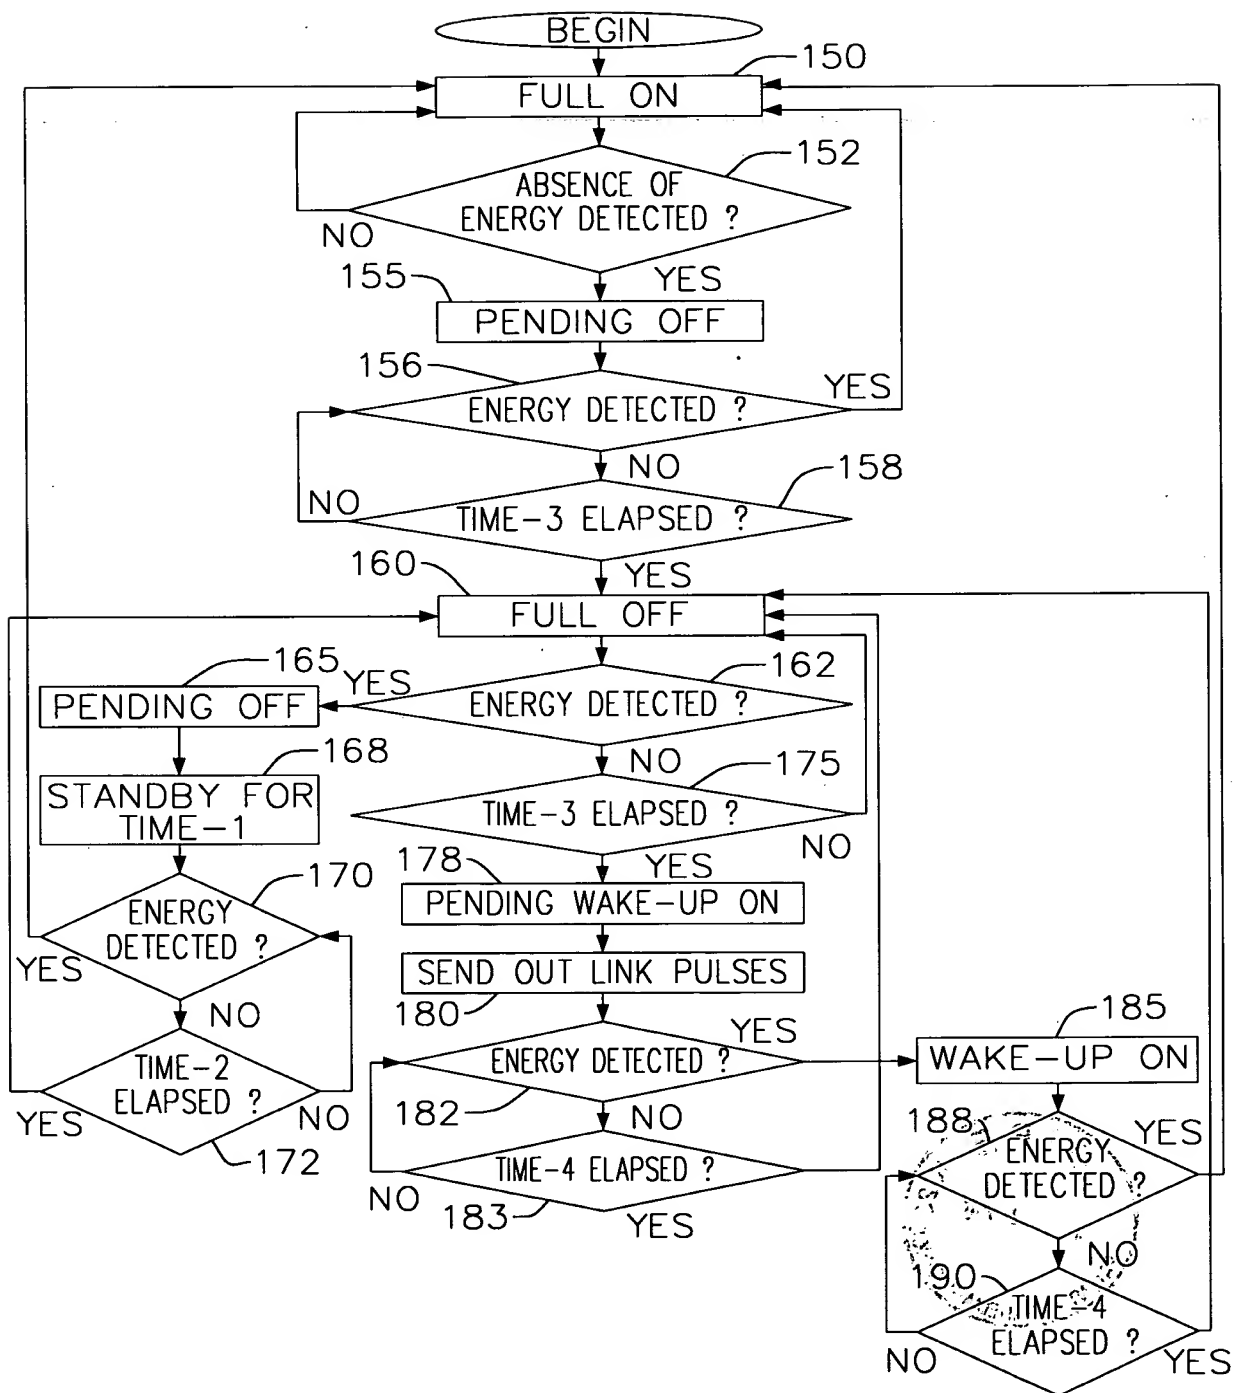 BEGIN
150
FULL ON
152
ABSENCE OF
ENERGY DETECTED ?
NO
YES
155
PENDING OFF
156
ENERGY DETECTED ?
YES
NO
158
TIME-3 ELAPSED ?
NO
YES
160
FULL OFF
162
ENERGY DETECTED ?
YES
NO
165
PENDING OFF
168
STANDBY FOR
TIME-1
170
ENERGY
DETECTED ?
YES
NO
TIME-2
ELAPSED ?
YES
NO
172
175
TIME-3 ELAPSED ?
NO
YES
178
PENDING WAKE-UP ON
SEND OUT LINK PULSES
180
ENERGY DETECTED ?
YES
182
NO
TIME-4 ELAPSED ?
NO
183
YES
185
WAKE-UP ON
188
ENERGY
DETECTED ?
YES
NO
190
TIME-4
ELAPSED ?
NO
YES